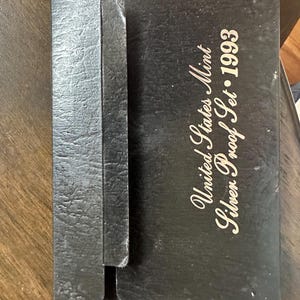 United States Mint
Silver Proof Set • 1993